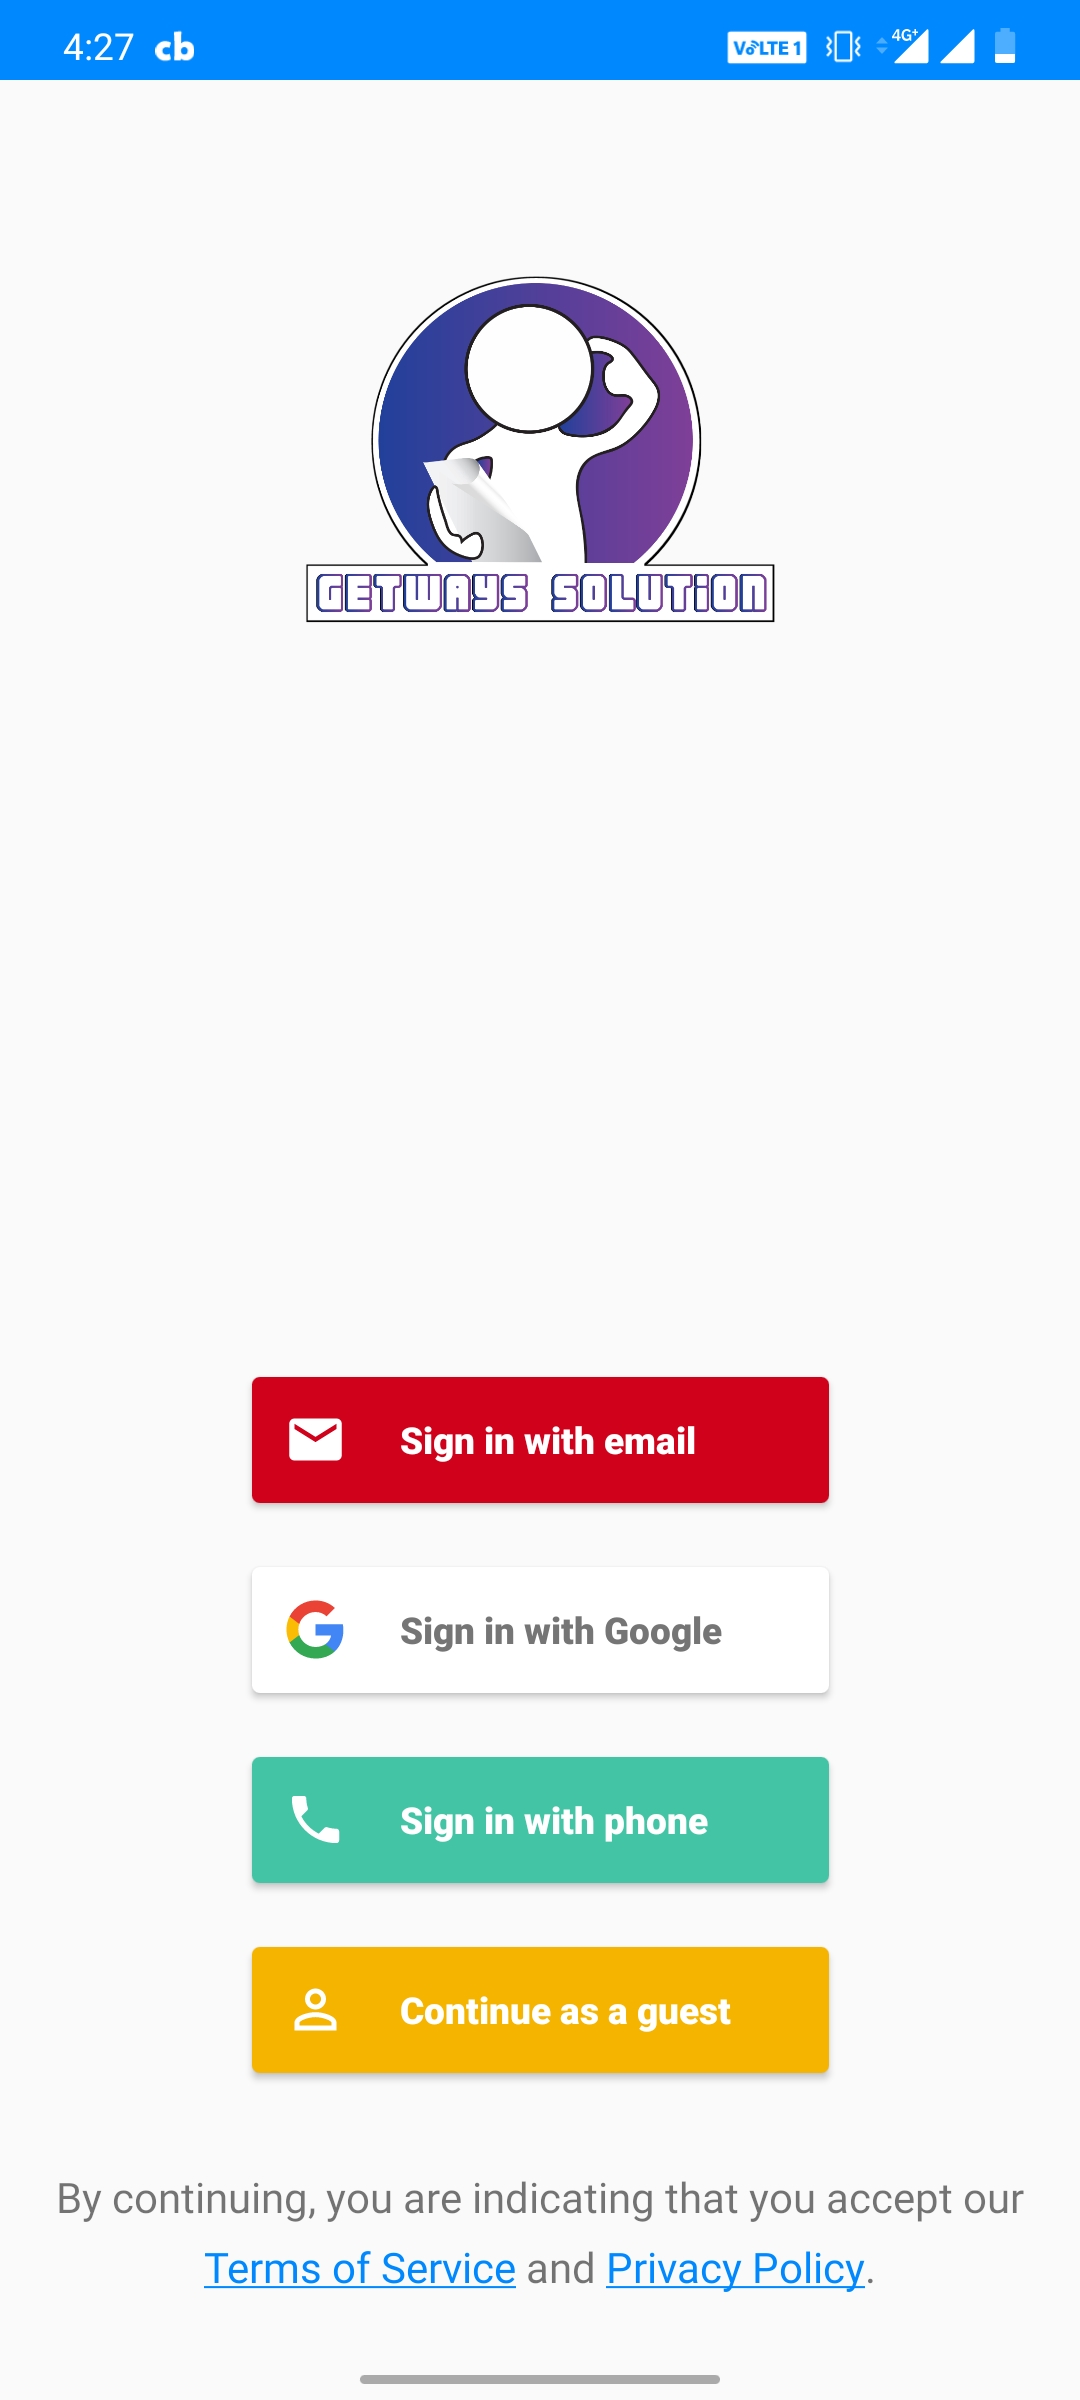 4:27 cb VoLTE 1 4G+
GETWAYS SOLUTiON
Sign in with email
Sign in with Google
Sign in with phone
Continue as a guest
By continuing, you are indicating that you accept our
Terms of Service and Privacy Policy.